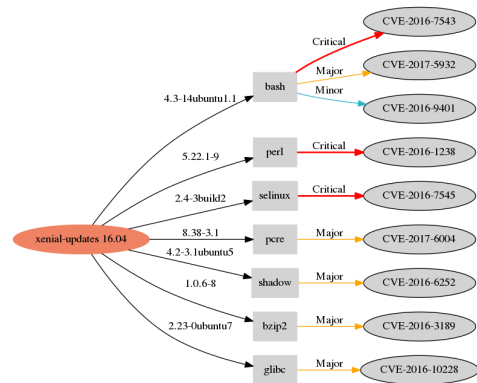 CVE-2016-7543
Critical
CVE-2017-5932
Major
bash
Minor
4.3-14ubuntu1.1
CVE-2016-9401
5.22.1-9
perl
Critical
CVE-2016-1238
2.4-3build2
selinux
Critical
CVE-2016-7545
xenial-updates 16.04
8.38-3.1
pcre
Major
CVE-2017-6004
4.2-3.1ubuntu5
shadow
Major
CVE-2016-6252
1.0.6-8
bzip2
Major
CVE-2016-3189
2.23-0ubuntu7
glibc
Major
CVE-2016-10228